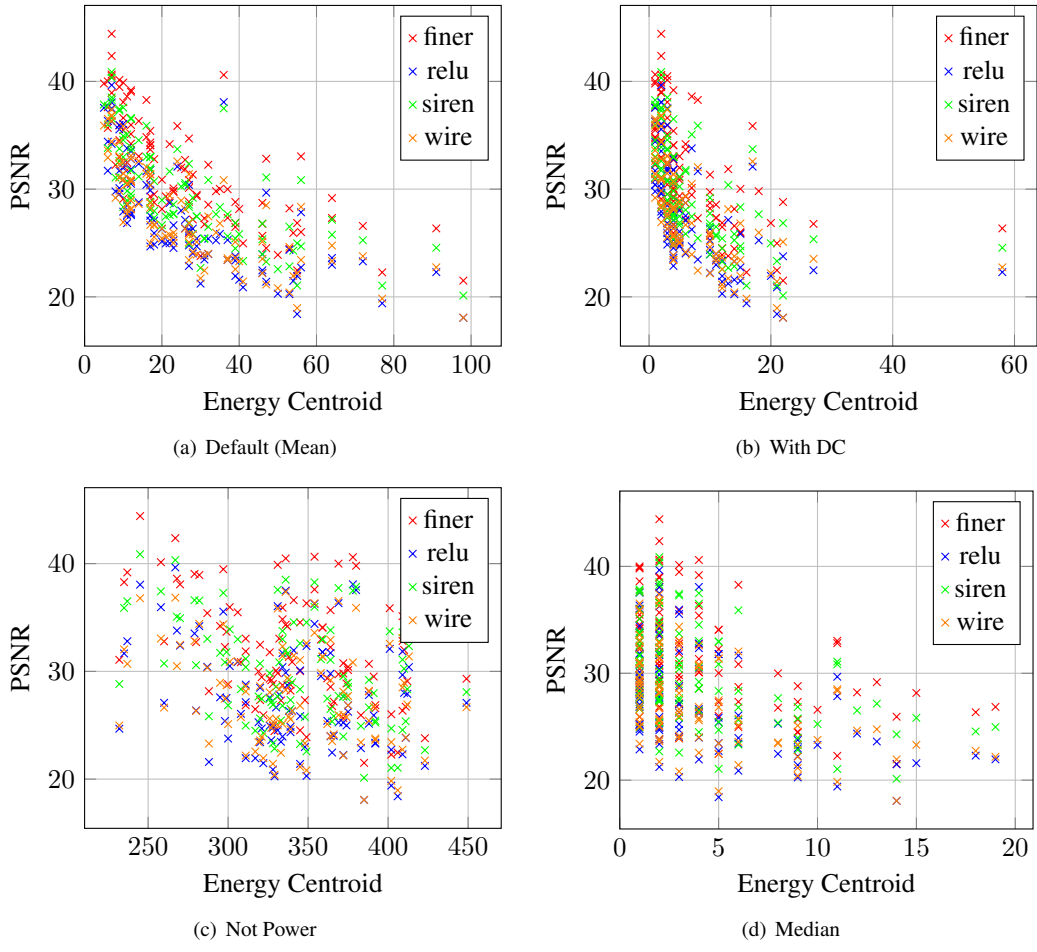 finer
relu
siren
wire
PSNR
40
30
20
0 20 40 60 80 100
Energy Centroid
(a) Default (Mean)
finer
relu
siren
wire
PSNR
40
30
20
0 20 40 60
Energy Centroid
(b) With DC
finer
relu
siren
wire
PSNR
40
30
20
250 300 350 400 450
Energy Centroid
(c) Not Power
finer
relu
siren
wire
PSNR
40
30
20
0 5 10 15 20
Energy Centroid
(d) Median